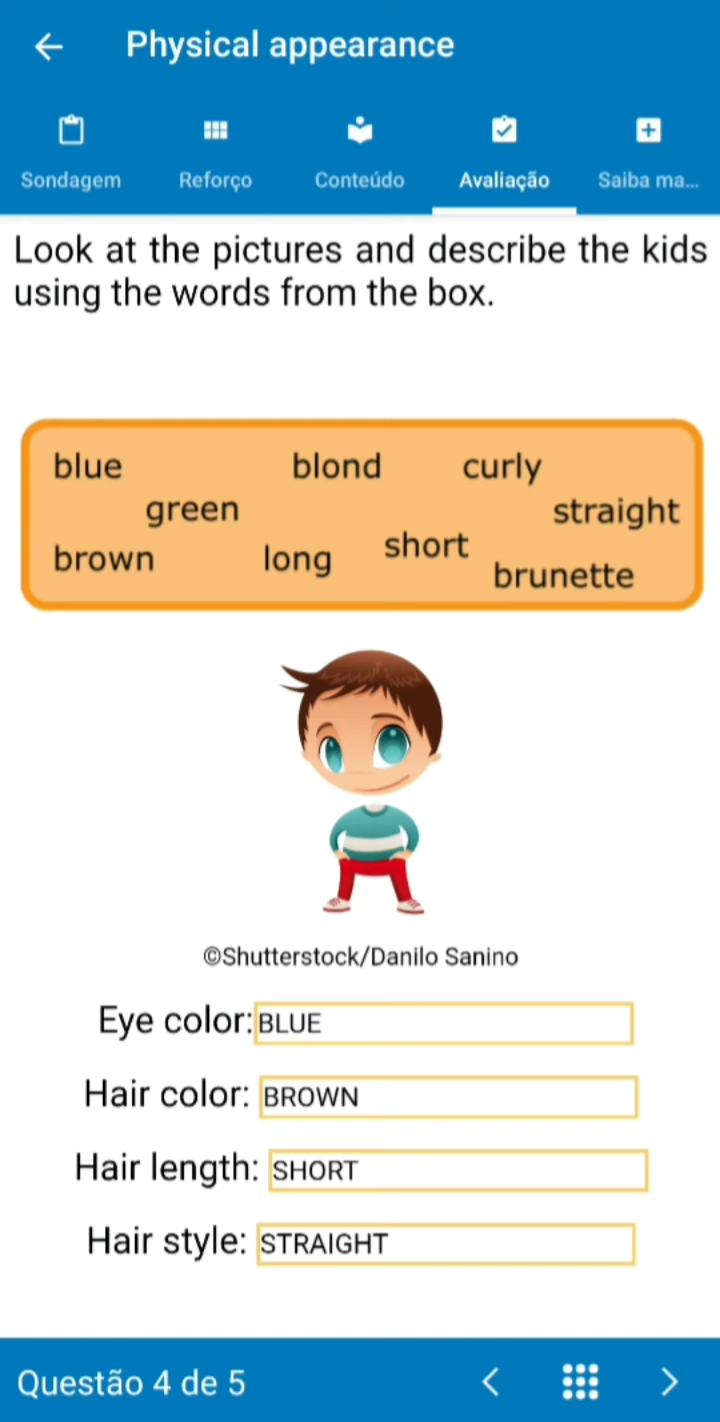 Physical appearance
Sondagem Reforço Conteúdo Avaliação Saiba ma...
Look at the pictures and describe the kids
using the words from the box.
blue blond curly
green straight
brown long short
brunette
©Shutterstock/Danilo Sanino
Eye color: BLUE
Hair color: BROWN
Hair length: SHORT
Hair style: STRAIGHT
Questão 4 de 5